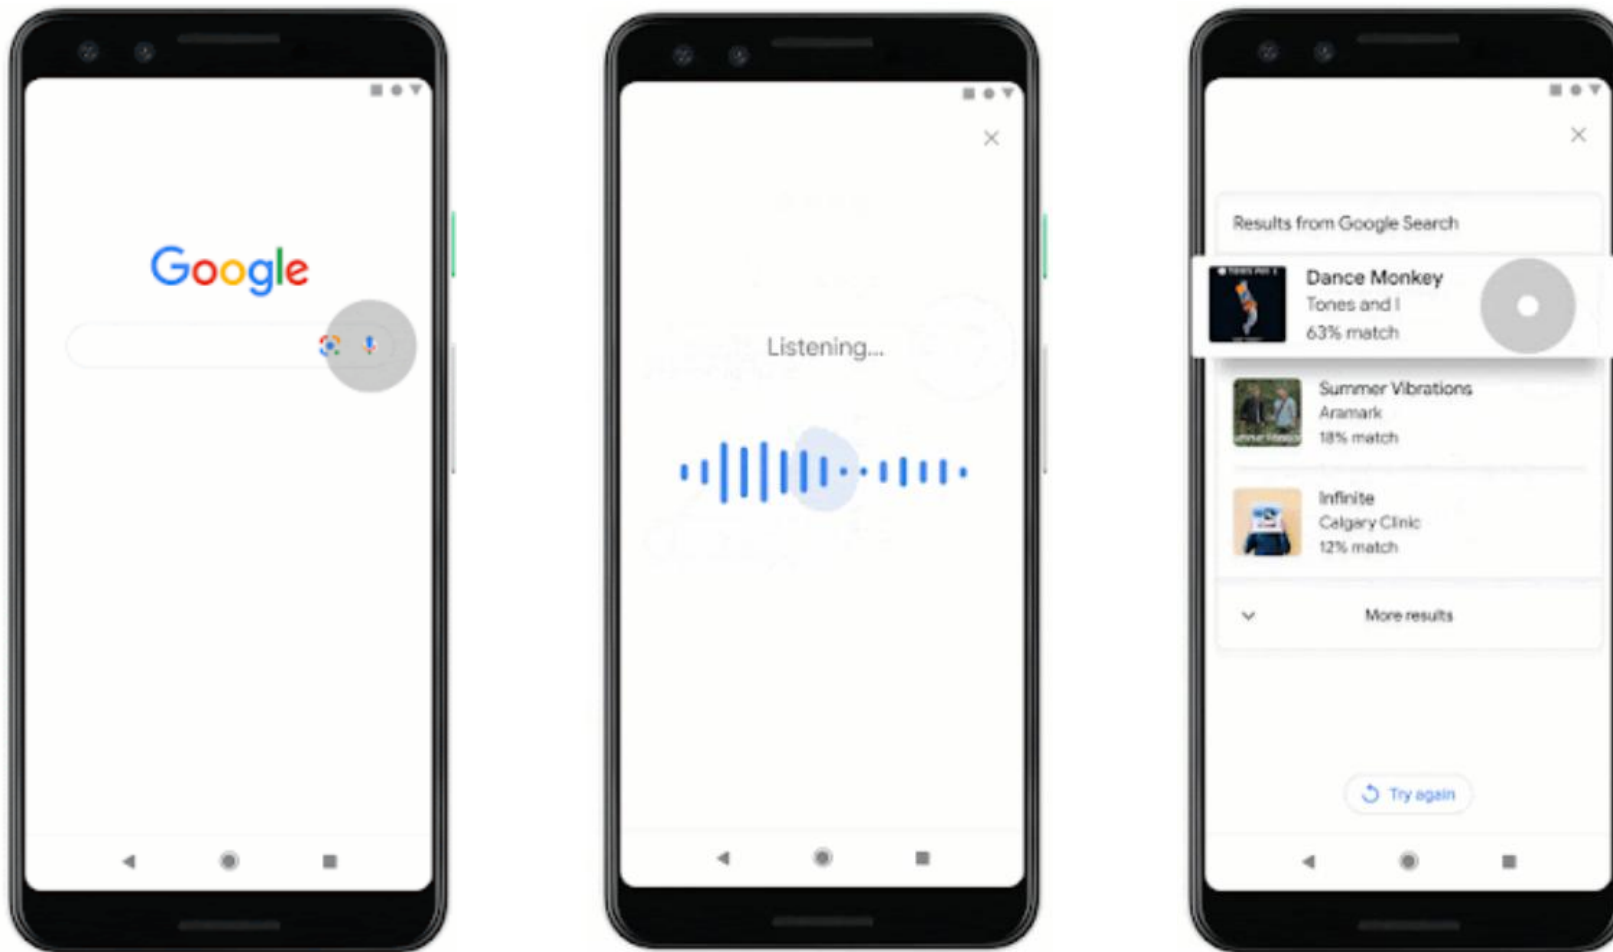 Google
Listening...
Results from Google Search
Dance Monkey
Tones and I
63% match
Summer Vibrations
Aramark
18% match
Infinite
Calgary Clinic
12% match
More results
Try again